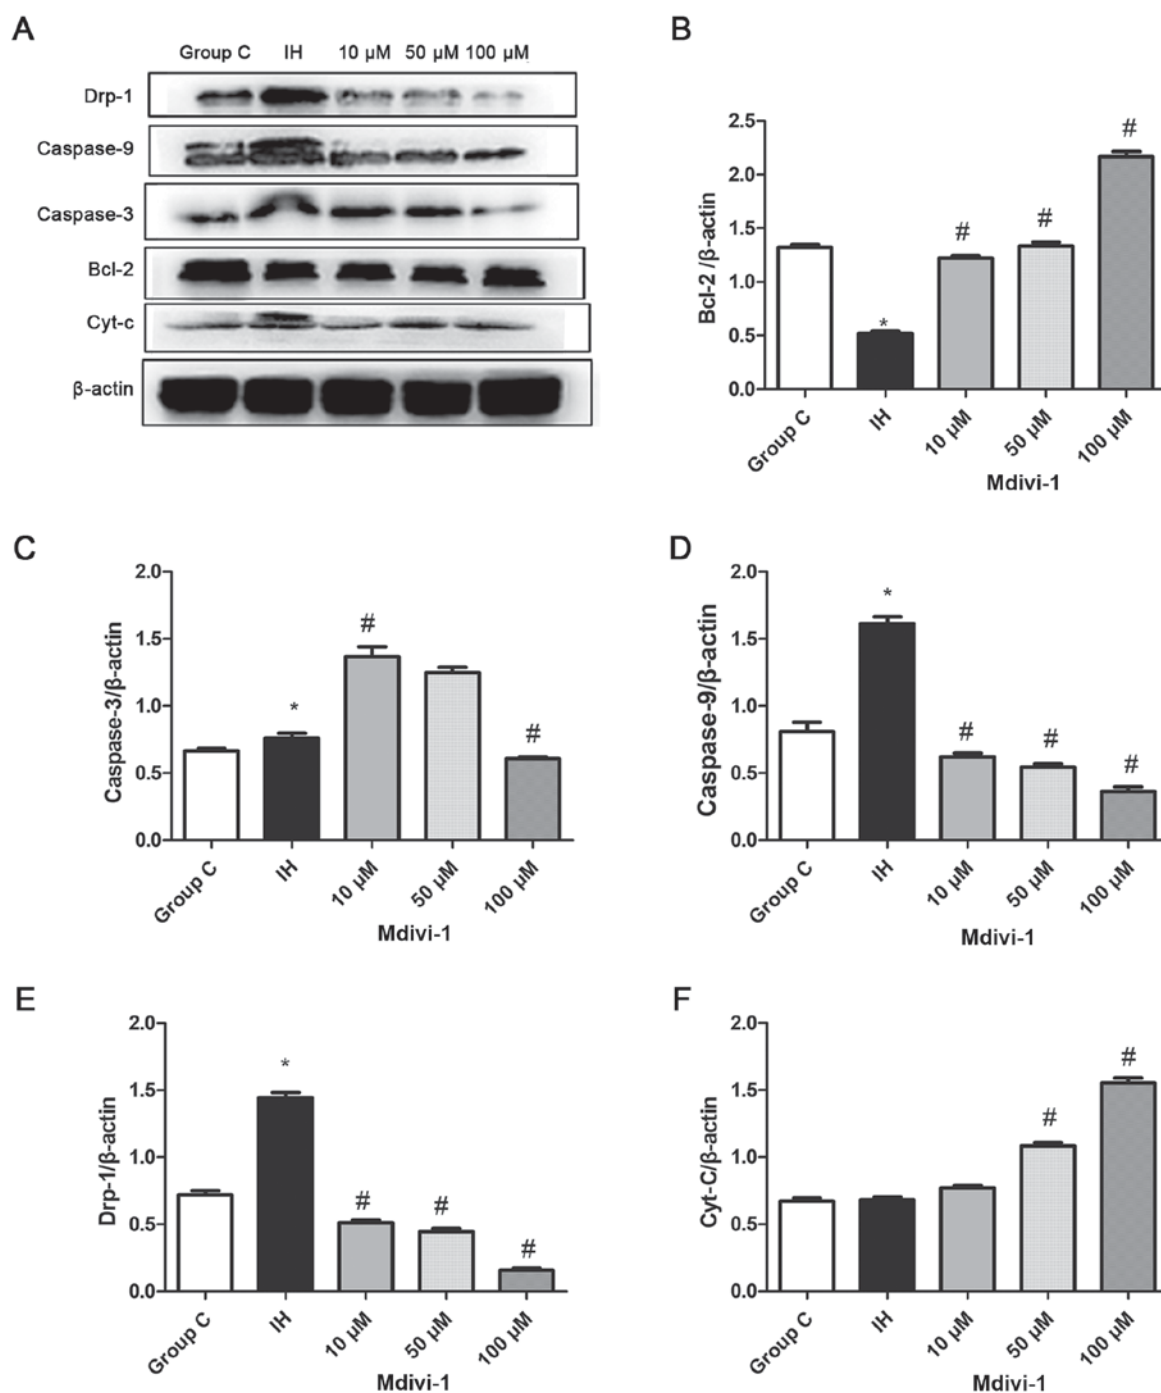 A
Group C IH 10 µM 50 µM 100 µM
Drp-1
Caspase-9
Caspase-3
Bcl-2
Cyt-c
β-actin
B
Bcl-2 /β-actin
2.5
2.0
1.5
1.0
0.5
0.0
*
#
#
#
Group C IH 10 µM 50 µM 100 µM
Mdivi-1
C
Caspase-3/β-actin
2.0
1.5
1.0
0.5
0.0
*
#
#
Group C IH 10 µM 50 µM 100 µM
Mdivi-1
D
Caspase-9/β-actin
2.0
1.5
1.0
0.5
0.0
*
#
#
#
Group C IH 10 µM 50 µM 100 µM
Mdivi-1
E
Drp-1/β-actin
2.0
1.5
1.0
0.5
0.0
*
#
#
#
Group C IH 10 µM 50 µM 100 µM
Mdivi-1
F
Cyt-C/β-actin
2.0
1.5
1.0
0.5
0.0
#
#
Group C IH 10 µM 50 µM 100 µM
Mdivi-1